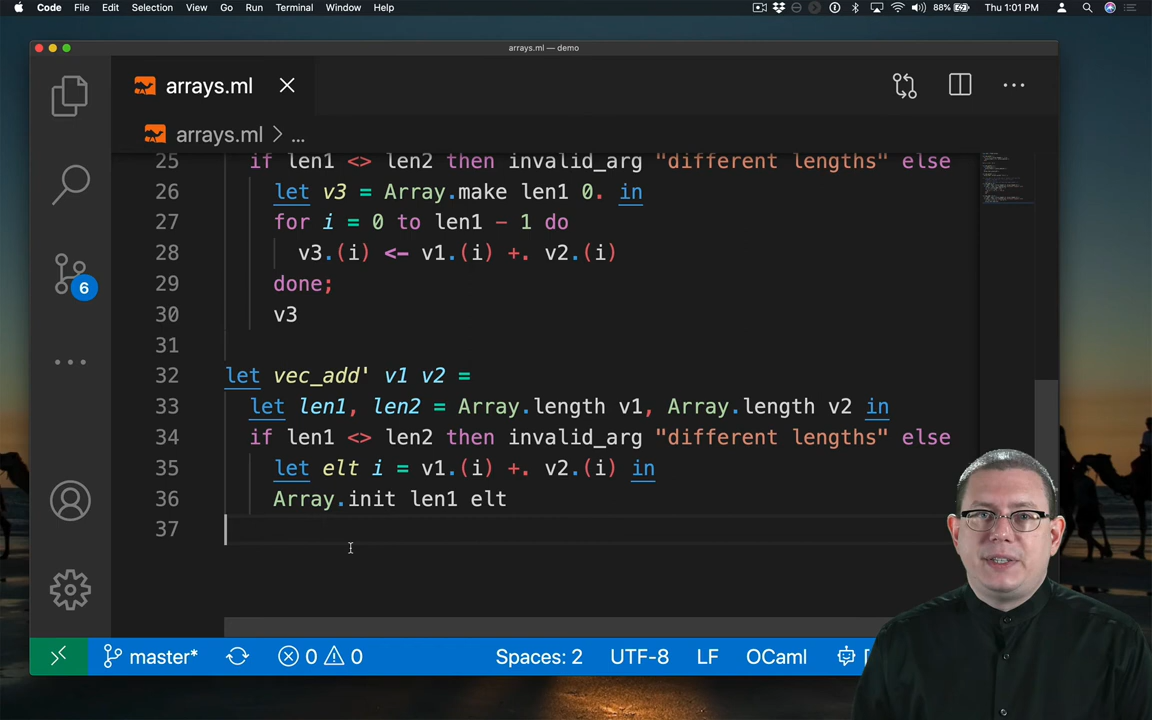 Code File Edit Selection View Go Run Terminal Window Help 88% Thu 1:01 PM
arrays.ml — demo
arrays.ml
arrays.ml > ...
25 if len1 <> len2 then invalid_arg "different lengths" else
26 let v3 = Array.make len1 0. in
27 for i = 0 to len1 - 1 do
28 v3.(i) <- v1.(i) +. v2.(i)
29 done;
30 v3
31
32 let vec_add' v1 v2 =
33 let len1, len2 = Array.length v1, Array.length v2 in
34 if len1 <> len2 then invalid_arg "different lengths" else
35 let elt i = v1.(i) +. v2.(i) in
36 Array.init len1 elt
37
6
master* 0 0 Spaces: 2 UTF-8 LF OCaml